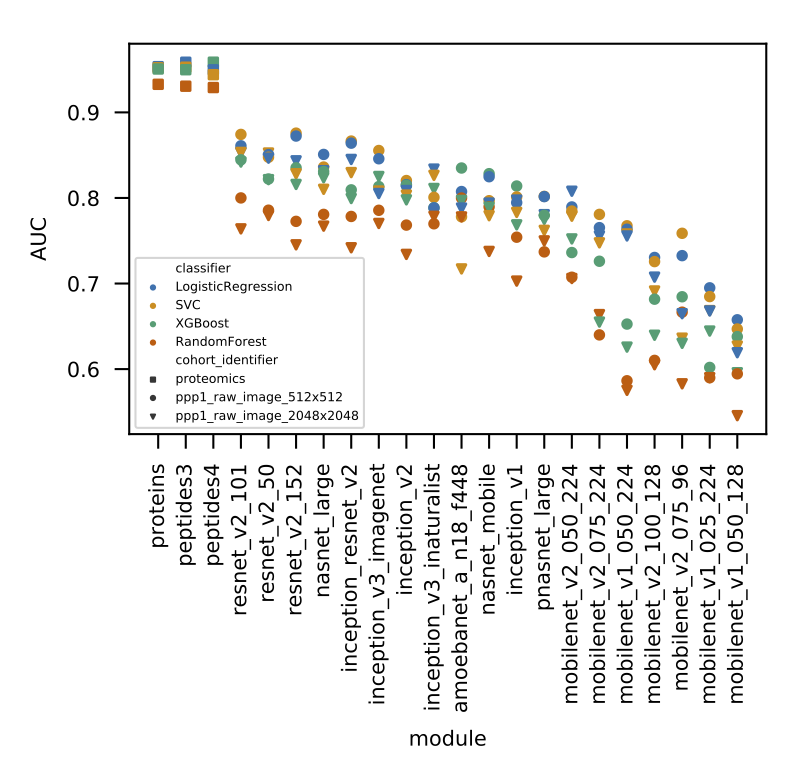 0.9
0.8
0.7
0.6
AUC
classifier
LogisticRegression
SVC
XGBoost
RandomForest
cohort_identifier
proteomics
ppp1_raw_image_512x512
ppp1_raw_image_2048x2048
proteins
peptides3
peptides4
resnet_v2_101
resnet_v2_50
resnet_v2_152
nasnet_large
inception_resnet_v2
inception_v3_imagenet
inception_v2
inception_v3_inaturalist
amoebanet_a_n18_f448
nasnet_mobile
inception_v1
pnasnet_large
mobilenet_v2_050_224
mobilenet_v2_075_224
mobilenet_v1_050_224
mobilenet_v2_100_128
mobilenet_v2_075_96
mobilenet_v1_025_224
mobilenet_v1_050_128
module